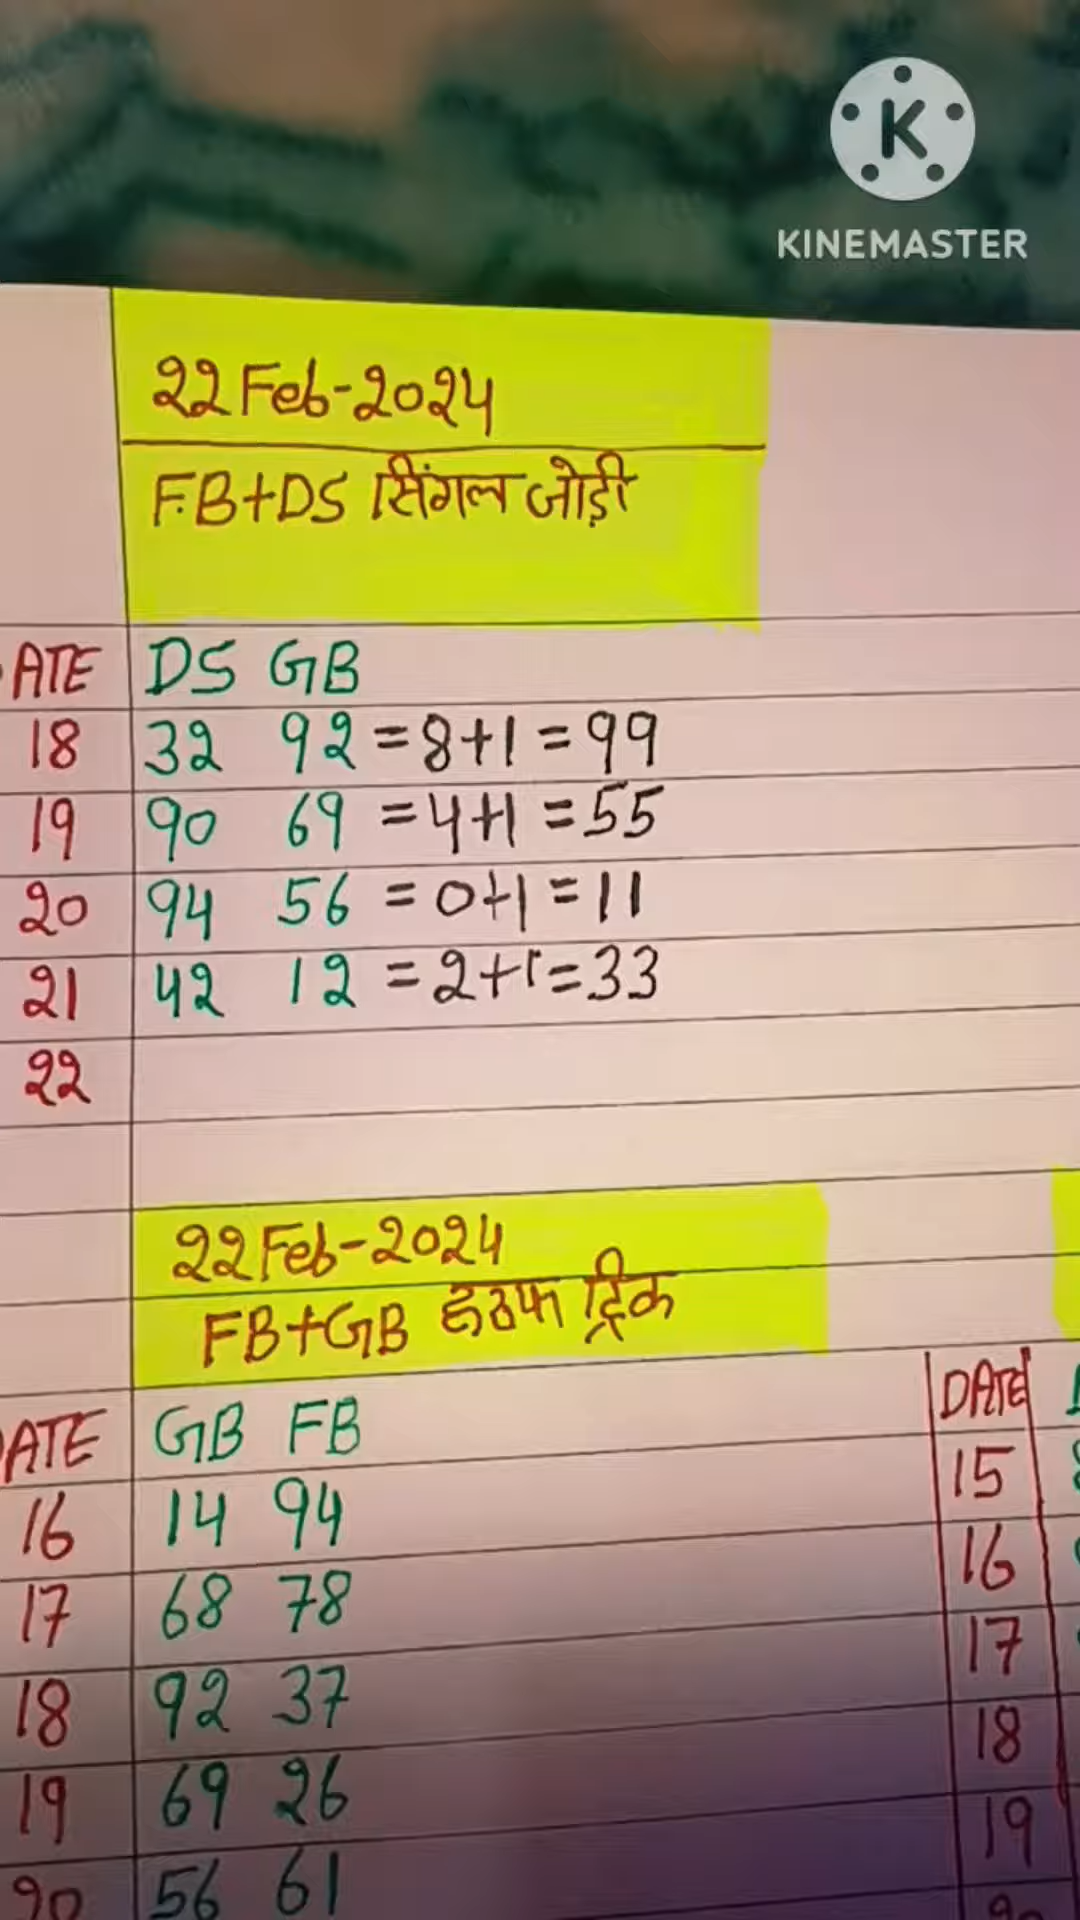 K
KINEMASTER
22 Feb-2024
F.B+DS सिंगल जोड़ी
ATE DS GB
18 32 92 = 8+1 = 99
19 90 69 = 4+1 = 55
20 94 56 = 0+1 = 11
21 42 12 = 2+1 = 33
22
22 Feb-2024
FB+GB हरुफ ट्रिक
DATE GB FB
16 14 94
17 68 78
18 92 37
19 69 26
20 56 61
DATE
15
16
17
18
19